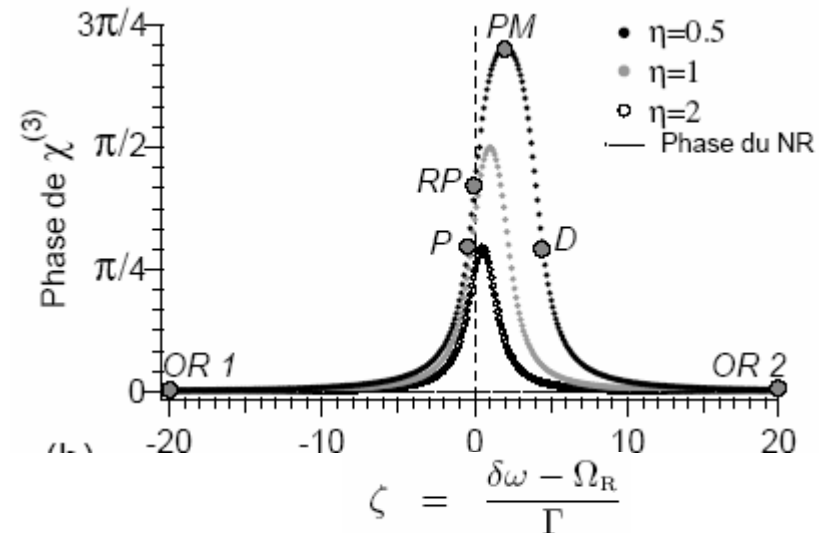 3π/4
PM
η=0.5
η=1
η=2
Phase du NR
Phase de χ⁽³⁾
π/2
RP
P
D
π/4
OR 1
OR 2
0
-20 -10 0 10 20
ζ = (δω − Ω_R)/Γ